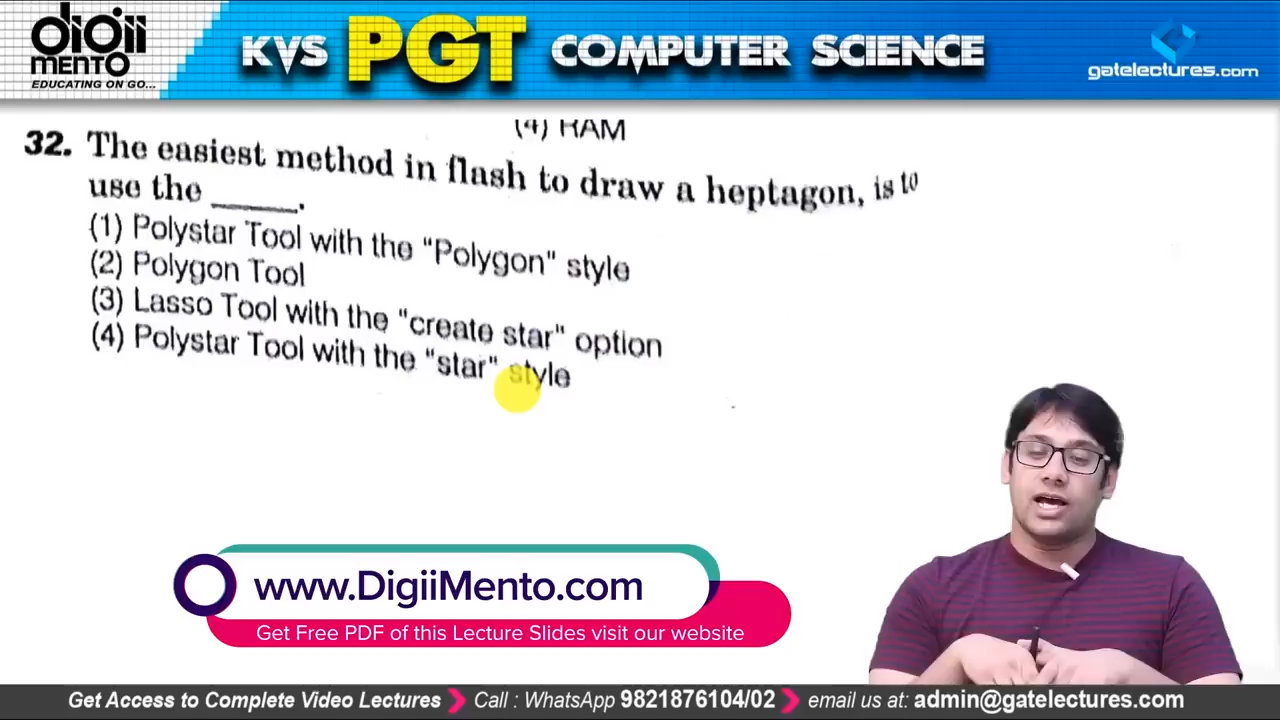 digii
MENTO
EDUCATING ON GO...
KVS PGT COMPUTER SCIENCE
gatelectures.com
(4) RAM
32. The easiest method in flash to draw a heptagon, is to
use the _____.
(1) Polystar Tool with the "Polygon" style
(2) Polygon Tool
(3) Lasso Tool with the "create star" option
(4) Polystar Tool with the "star" style
www.DigiiMento.com
Get Free PDF of this Lecture Slides visit our website
Get Access to Complete Video Lectures Call : WhatsApp 9821876104/02 email us at: admin@gatelectures.com